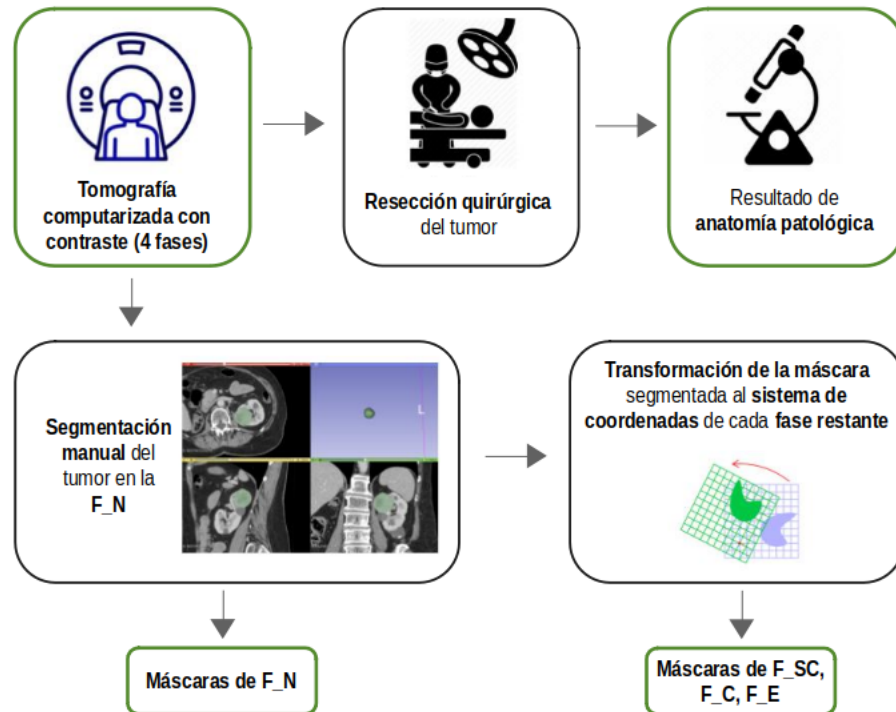 Tomografía
computarizada con
contraste (4 fases)
Resección quirúrgica
del tumor
Resultado de
anatomía patológica
Segmentación
manual del
tumor en la
F_N
L
Transformación de la máscara
segmentada al sistema de
coordenadas de cada fase restante
Máscaras de F_N
Máscaras de F_SC,
F_C, F_E